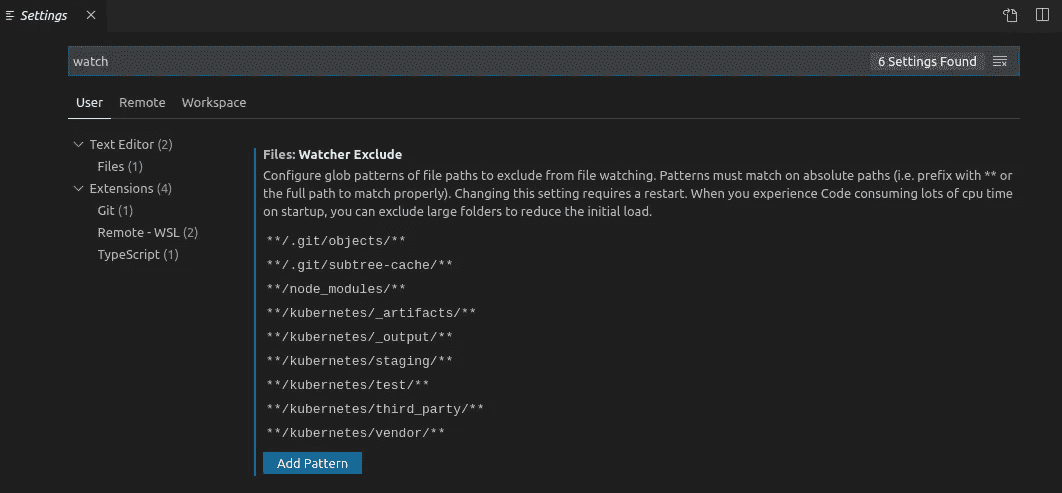 Settings
watch
6 Settings Found
User Remote Workspace
Text Editor (2)
Files (1)
Extensions (4)
Git (1)
Remote - WSL (2)
TypeScript (1)
Files: Watcher Exclude
Configure glob patterns of file paths to exclude from file watching. Patterns must match on absolute paths (i.e. prefix with ** or
the full path to match properly). Changing this setting requires a restart. When you experience Code consuming lots of cpu time
on startup, you can exclude large folders to reduce the initial load.
**/.git/objects/**
**/.git/subtree-cache/**
**/node_modules/**
**/kubernetes/_artifacts/**
**/kubernetes/_output/**
**/kubernetes/staging/**
**/kubernetes/test/**
**/kubernetes/third_party/**
**/kubernetes/vendor/**
Add Pattern